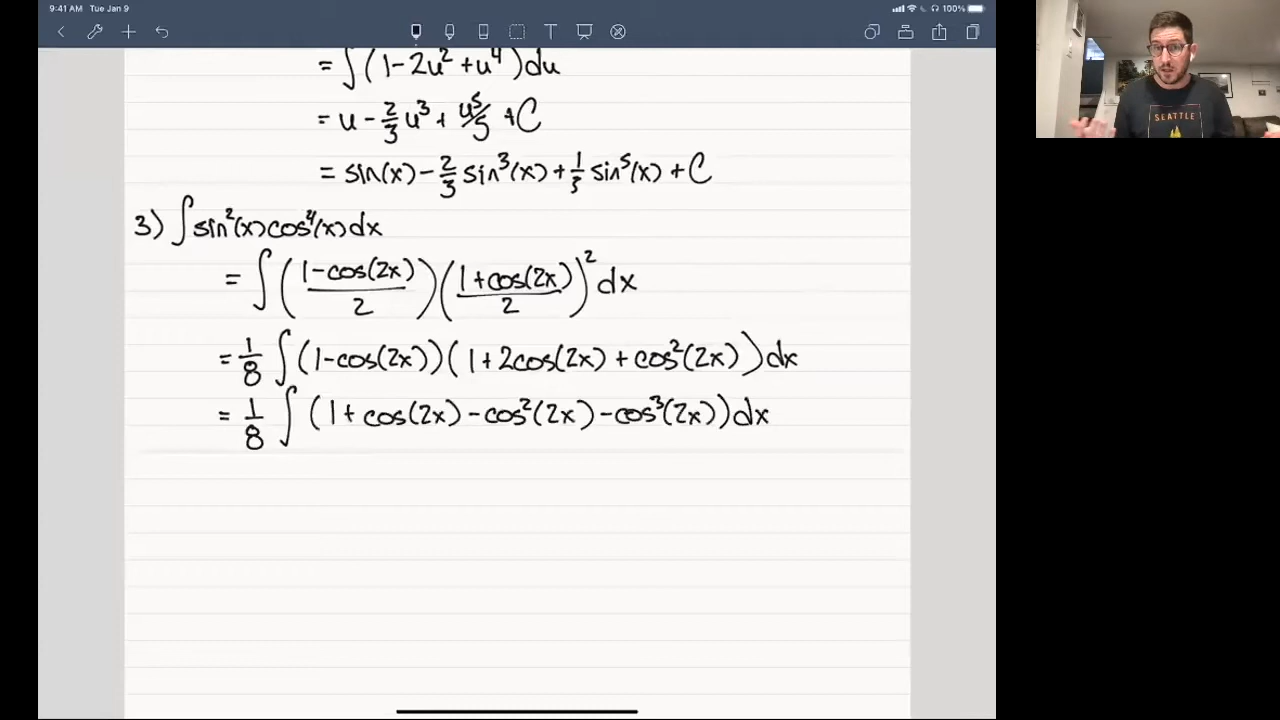 9:41 AM Tue Jan 9
100%
= ∫ (1-2u² + u⁴) du
= u - 2/3 u³ + u⁵/5 + C
= sin(x) - 2/3 sin³(x) + 1/5 sin⁵(x) + C
3) ∫ sin²(x) cos⁴(x) dx
= ∫ ((1-cos(2x))/2) ((1+cos(2x))/2)² dx
= 1/8 ∫ (1-cos(2x)) (1+2cos(2x) + cos²(2x)) dx
= 1/8 ∫ (1 + cos(2x) - cos²(2x) - cos³(2x)) dx
SEATTLE